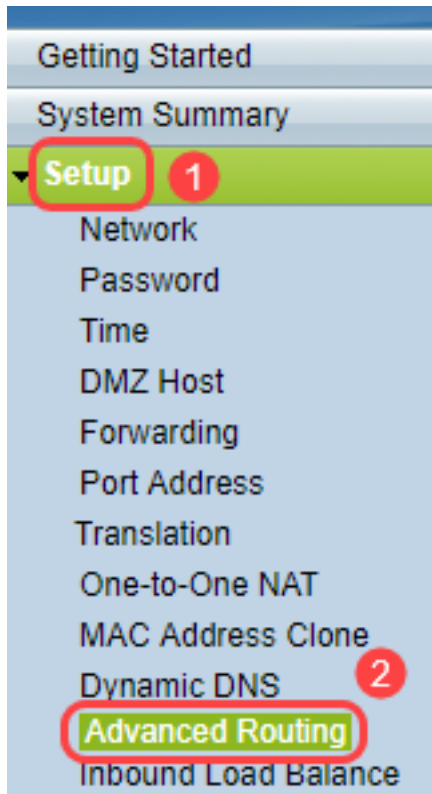 Getting Started
System Summary
Setup 1
Network
Password
Time
DMZ Host
Forwarding
Port Address
Translation
One-to-One NAT
MAC Address Clone
Dynamic DNS 2
Advanced Routing
Inbound Load Balance